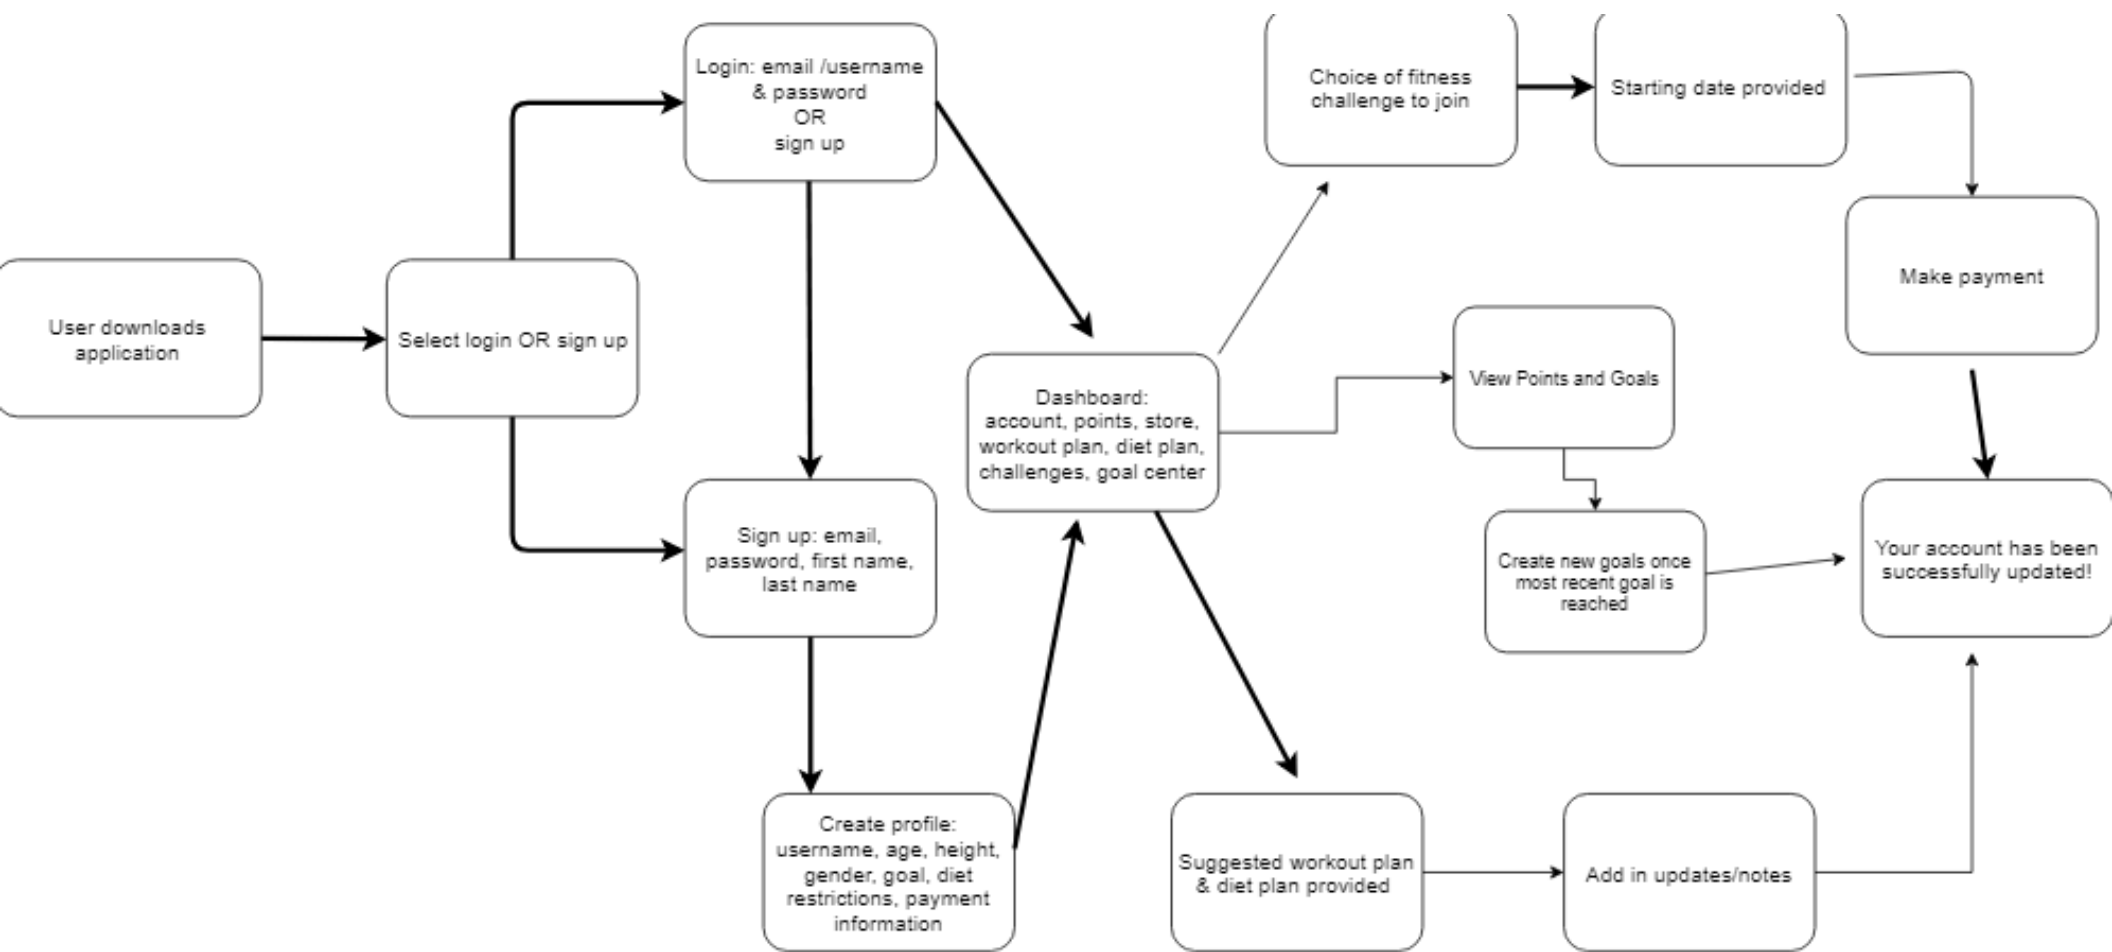 User downloads
application
Select login OR sign up
Login: email /username
& password
OR
sign up
Sign up: email,
password, first name,
last name
Create profile:
username, age, height,
gender, goal, diet
restrictions, payment
information
Dashboard:
account, points, store,
workout plan, diet plan,
challenges, goal center
Choice of fitness
challenge to join
Starting date provided
Make payment
View Points and Goals
Create new goals once
most recent goal is
reached
Your account has been
successfully updated!
Suggested workout plan
& diet plan provided
Add in updates/notes